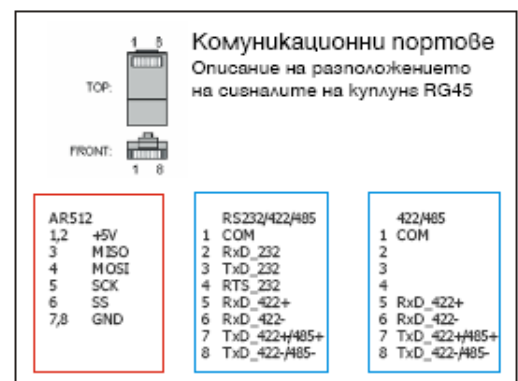 Комуникационни портове
Описание на разположението
на сигналите на куплунг RG45
1 8
TOP:
FRONT:
1 8
AR512
1,2 +5V
3 MISO
4 MOSI
5 SCK
6 SS
7,8 GND
RS232/422/485
1 COM
2 RxD_232
3 TxD_232
4 RTS_232
5 RxD_422+
6 RxD_422-
7 TxD_422+/485+
8 TxD_422-/485-
422/485
1 COM
2
3
4
5 RxD_422+
6 RxD_422-
7 TxD_422+/485+
8 TxD_422-/485-